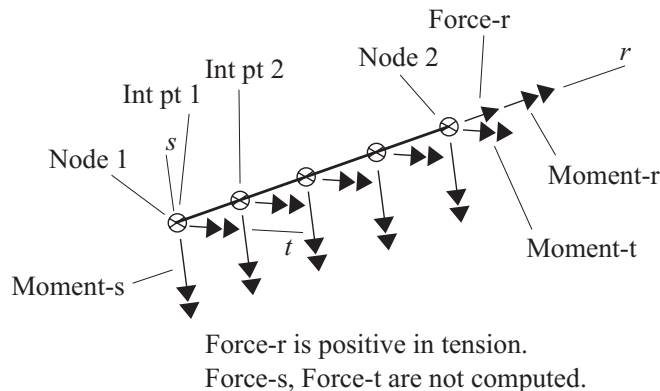 Force-r
Node 2
r
Int pt 2
Int pt 1
s
Node 1
Moment-r
t
Moment-t
Moment-s
Force-r is positive in tension.
Force-s, Force-t are not computed.